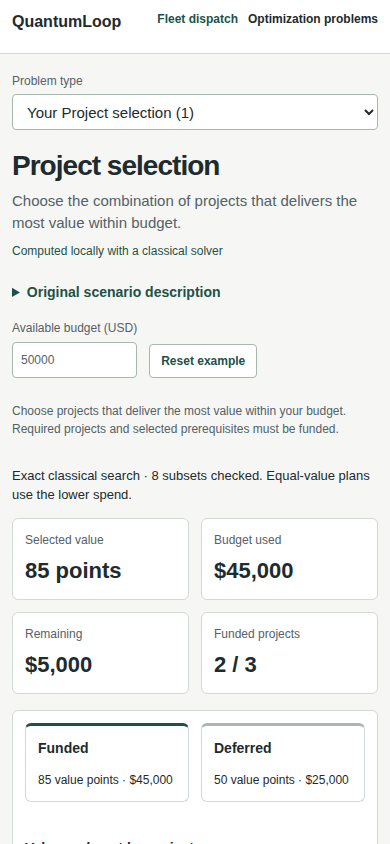 QuantumLoop
Fleet dispatch Optimization problems
Problem type
Your Project selection (1)
Project selection
Choose the combination of projects that delivers the
most value within budget.
Computed locally with a classical solver
Original scenario description
Available budget (USD)
50000
Reset example
Choose projects that deliver the most value within your budget.
Required projects and selected prerequisites must be funded.
Exact classical search · 8 subsets checked. Equal-value plans
use the lower spend.
Selected value
85 points
Budget used
$45,000
Remaining
$5,000
Funded projects
2 / 3
Funded
85 value points · $45,000
Deferred
50 value points · $25,000